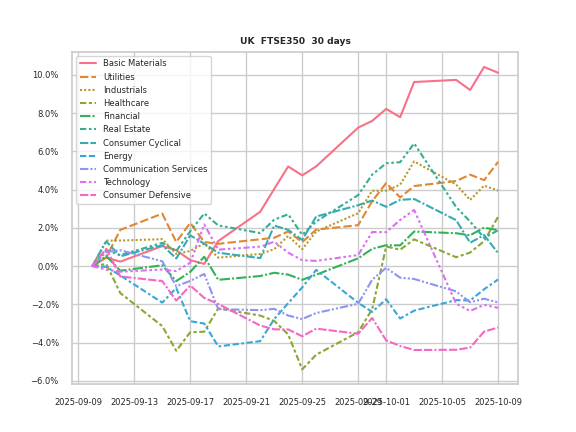 UK  FTSE350  30 days
10.0%
8.0%
6.0%
4.0%
2.0%
0.0%
−2.0%
−4.0%
−6.0%
Basic Materials
Utilities
Industrials
Healthcare
Financial
Real Estate
Consumer Cyclical
Energy
Communication Services
Technology
Consumer Defensive
2025-09-09 2025-09-13 2025-09-17 2025-09-21 2025-09-25 2025-09-29 2025-10-01 2025-10-05 2025-10-09